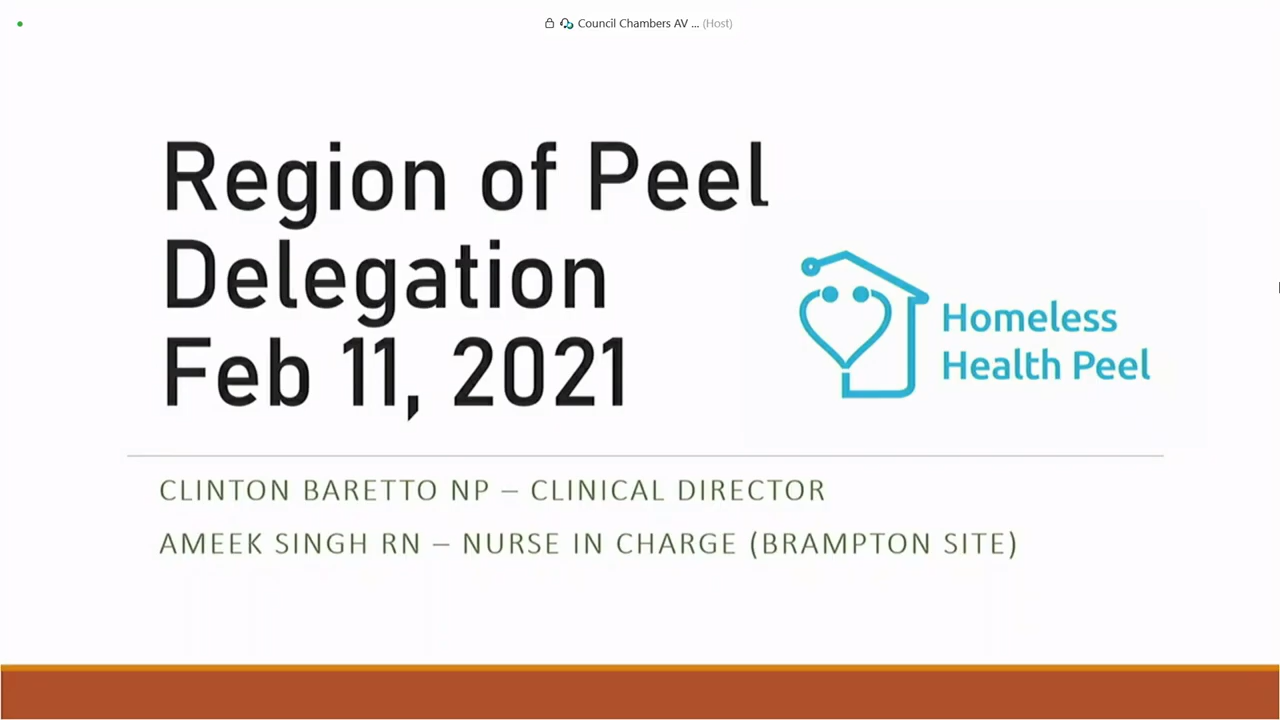 Council Chambers AV ... (Host)
Region of Peel
Delegation
Feb 11, 2021
Homeless
Health Peel
CLINTON BARETTO NP – CLINICAL DIRECTOR
AMEEK SINGH RN – NURSE IN CHARGE (BRAMPTON SITE)